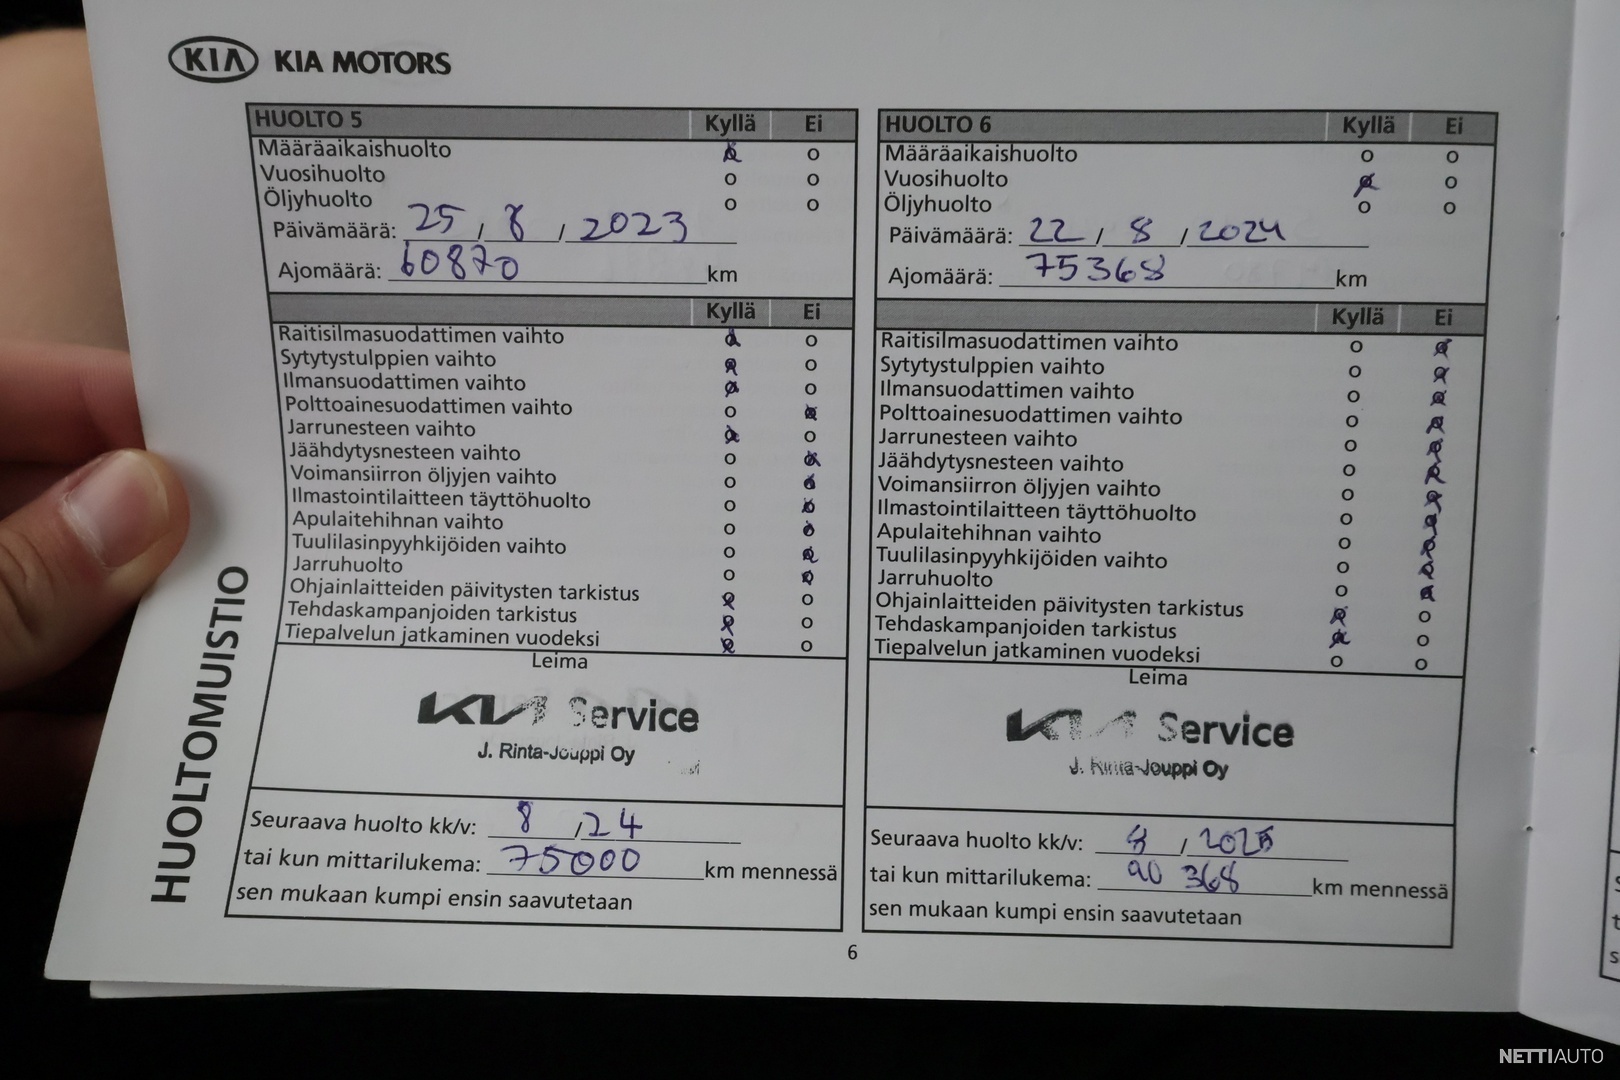 KIA KIA MOTORS
HUOLTO 5 Kyllä Ei
Määräaikaishuolto o o
Vuosihuolto o o
Öljyhuolto o o
Päivämäärä: 25 / 8 / 2023
Ajomäärä: 60870 km
Kyllä Ei
Raitisilmasuodattimen vaihto o o
Sytytystulppien vaihto o o
Ilmansuodattimen vaihto o o
Polttoainesuodattimen vaihto o o
Jarrunesteen vaihto o o
Jäähdytysnesteen vaihto o o
Voimansiirron öljyjen vaihto o o
Ilmastointilaitteen täyttöhuolto o o
Apulaitehihnan vaihto o o
Tuulilasinpyyhkijöiden vaihto o o
Jarruhuolto o o
Ohjainlaitteiden päivitysten tarkistus o o
Tehdaskampanjoiden tarkistus o o
Tiepalvelun jatkaminen vuodeksi o o
Leima
KIA Service
J. Rinta-Jouppi Oy
Seuraava huolto kk/v: 8 / 24
tai kun mittarilukema: 75000 km mennessä
sen mukaan kumpi ensin saavutetaan
HUOLTO 6 Kyllä Ei
Määräaikaishuolto o o
Vuosihuolto o o
Öljyhuolto o o
Päivämäärä: 22 / 8 / 2024
Ajomäärä: 75368 km
Kyllä Ei
Raitisilmasuodattimen vaihto o o
Sytytystulppien vaihto o o
Ilmansuodattimen vaihto o o
Polttoainesuodattimen vaihto o o
Jarrunesteen vaihto o o
Jäähdytysnesteen vaihto o o
Voimansiirron öljyjen vaihto o o
Ilmastointilaitteen täyttöhuolto o o
Apulaitehihnan vaihto o o
Tuulilasinpyyhkijöiden vaihto o o
Jarruhuolto o o
Ohjainlaitteiden päivitysten tarkistus o o
Tehdaskampanjoiden tarkistus o o
Tiepalvelun jatkaminen vuodeksi o o
Leima
KIA Service
J. Rinta-Jouppi Oy
Seuraava huolto kk/v: 8 / 2025
tai kun mittarilukema: 90 368 km mennessä
sen mukaan kumpi ensin saavutetaan
HUOLTOMUISTIO
6
NETTIAUTO